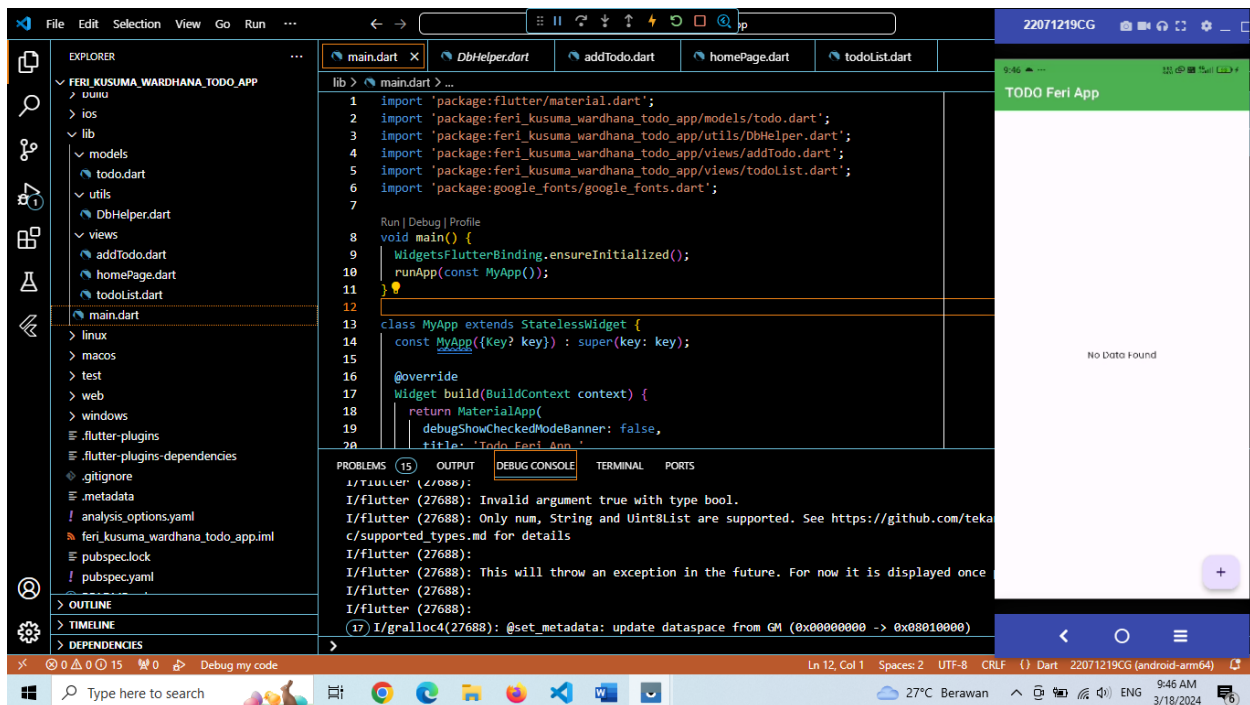 File Edit Selection View Go Run ···
pp
22071219CG
EXPLORER ···
FERI_KUSUMA_WARDHANA_TODO_APP
build
ios
lib
models
todo.dart
utils
DbHelper.dart
views
addTodo.dart
homePage.dart
todoList.dart
main.dart
linux
macos
test
web
windows
.flutter-plugins
.flutter-plugins-dependencies
.gitignore
.metadata
analysis_options.yaml
feri_kusuma_wardhana_todo_app.iml
pubspec.lock
pubspec.yaml
OUTLINE
TIMELINE
DEPENDENCIES
main.dart DbHelper.dart addTodo.dart homePage.dart todoList.dart
lib > main.dart > ...
1 import 'package:flutter/material.dart';
2 import 'package:feri_kusuma_wardhana_todo_app/models/todo.dart';
3 import 'package:feri_kusuma_wardhana_todo_app/utils/DbHelper.dart';
4 import 'package:feri_kusuma_wardhana_todo_app/views/addTodo.dart';
5 import 'package:feri_kusuma_wardhana_todo_app/views/todoList.dart';
6 import 'package:google_fonts/google_fonts.dart';
7
Run | Debug | Profile
8 void main() {
9 WidgetsFlutterBinding.ensureInitialized();
10 runApp(const MyApp());
11 }
12
13 class MyApp extends StatelessWidget {
14 const MyApp({Key? key}) : super(key: key);
15
16 @override
17 Widget build(BuildContext context) {
18 return MaterialApp(
19 debugShowCheckedModeBanner: false,
20 title: 'Todo Feri App ',
PROBLEMS 15 OUTPUT DEBUG CONSOLE TERMINAL PORTS
I/flutter (27688):
I/flutter (27688): Invalid argument true with type bool.
I/flutter (27688): Only num, String and Uint8List are supported. See https://github.com/teka
c/supported_types.md for details
I/flutter (27688):
I/flutter (27688): This will throw an exception in the future. For now it is displayed once
I/flutter (27688):
I/flutter (27688):
17 I/gralloc4(27688): @set_metadata: update dataspace from GM (0x00000000 -> 0x08010000)
>
9:46
TODO Feri App
No Data Found
+
0 0 15 0 Debug my code
Ln 12, Col 1 Spaces: 2 UTF-8 CRLF {} Dart 22071219CG (android-arm64)
Type here to search
27°C Berawan ENG 9:46 AM
3/18/2024
6